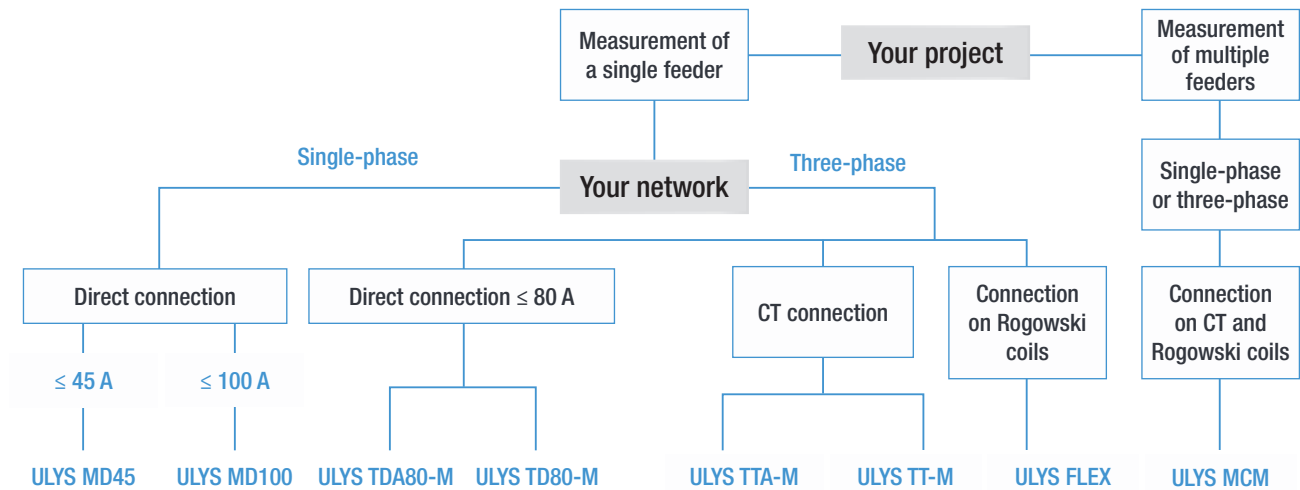 Measurement of
a single feeder
Your project
Measurement
of multiple
feeders
Single-phase
Your network
Three-phase
Single-phase
or three-phase
Direct connection
Direct connection ≤ 80 A
CT connection
Connection
on Rogowski
coils
Connection
on CT and
Rogowski coils
≤ 45 A
≤ 100 A
ULYS MD45
ULYS MD100
ULYS TDA80-M
ULYS TD80-M
ULYS TTA-M
ULYS TT-M
ULYS FLEX
ULYS MCM